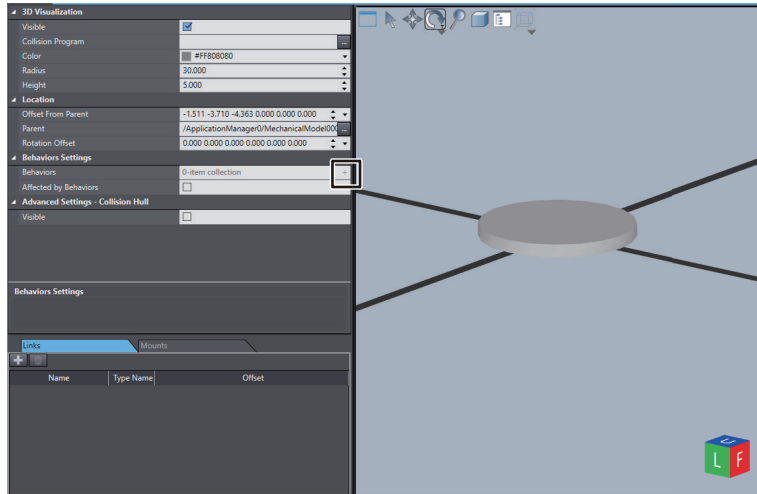 3D Visualization
Visible
Collision Program
...
Color
#FF808080
Radius
30.000
Height
5.000
Location
Offset From Parent
-1.511 -3.710 -4.363 0.000 0.000 0.000
Parent
/ApplicationManager0/MechanicalModel000
...
Rotation Offset
0.000 0.000 0.000 0.000 0.000 0.000
Behaviors Settings
Behaviors
0-item collection
+
Affected by Behaviors
Advanced Settings - Collision Hull
Visible
Behaviors Settings
Links
Mounts
Name
Type Name
Offset
U
L
F